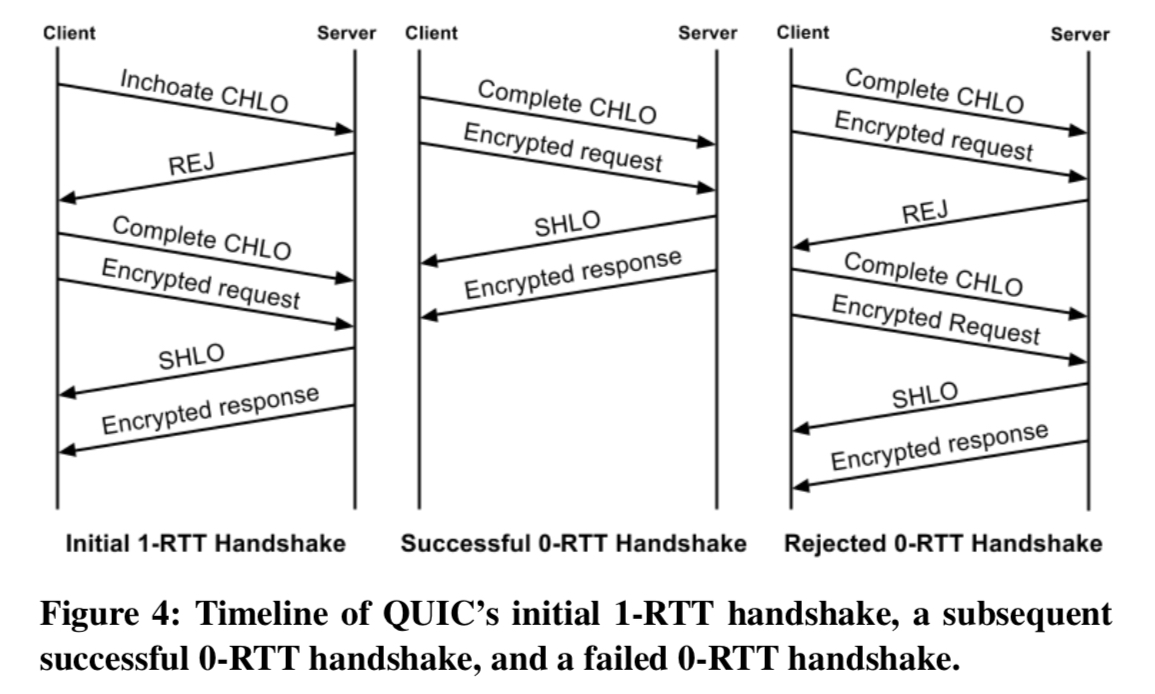 Client
Server
Inchoate CHLO
REJ
Complete CHLO
Encrypted request
SHLO
Encrypted response
Initial 1-RTT Handshake
Client
Server
Complete CHLO
Encrypted request
SHLO
Encrypted response
Successful 0-RTT Handshake
Client
Server
Complete CHLO
Encrypted request
REJ
Complete CHLO
Encrypted Request
SHLO
Encrypted response
Rejected 0-RTT Handshake
Figure 4: Timeline of QUIC's initial 1-RTT handshake, a subsequent
successful 0-RTT handshake, and a failed 0-RTT handshake.